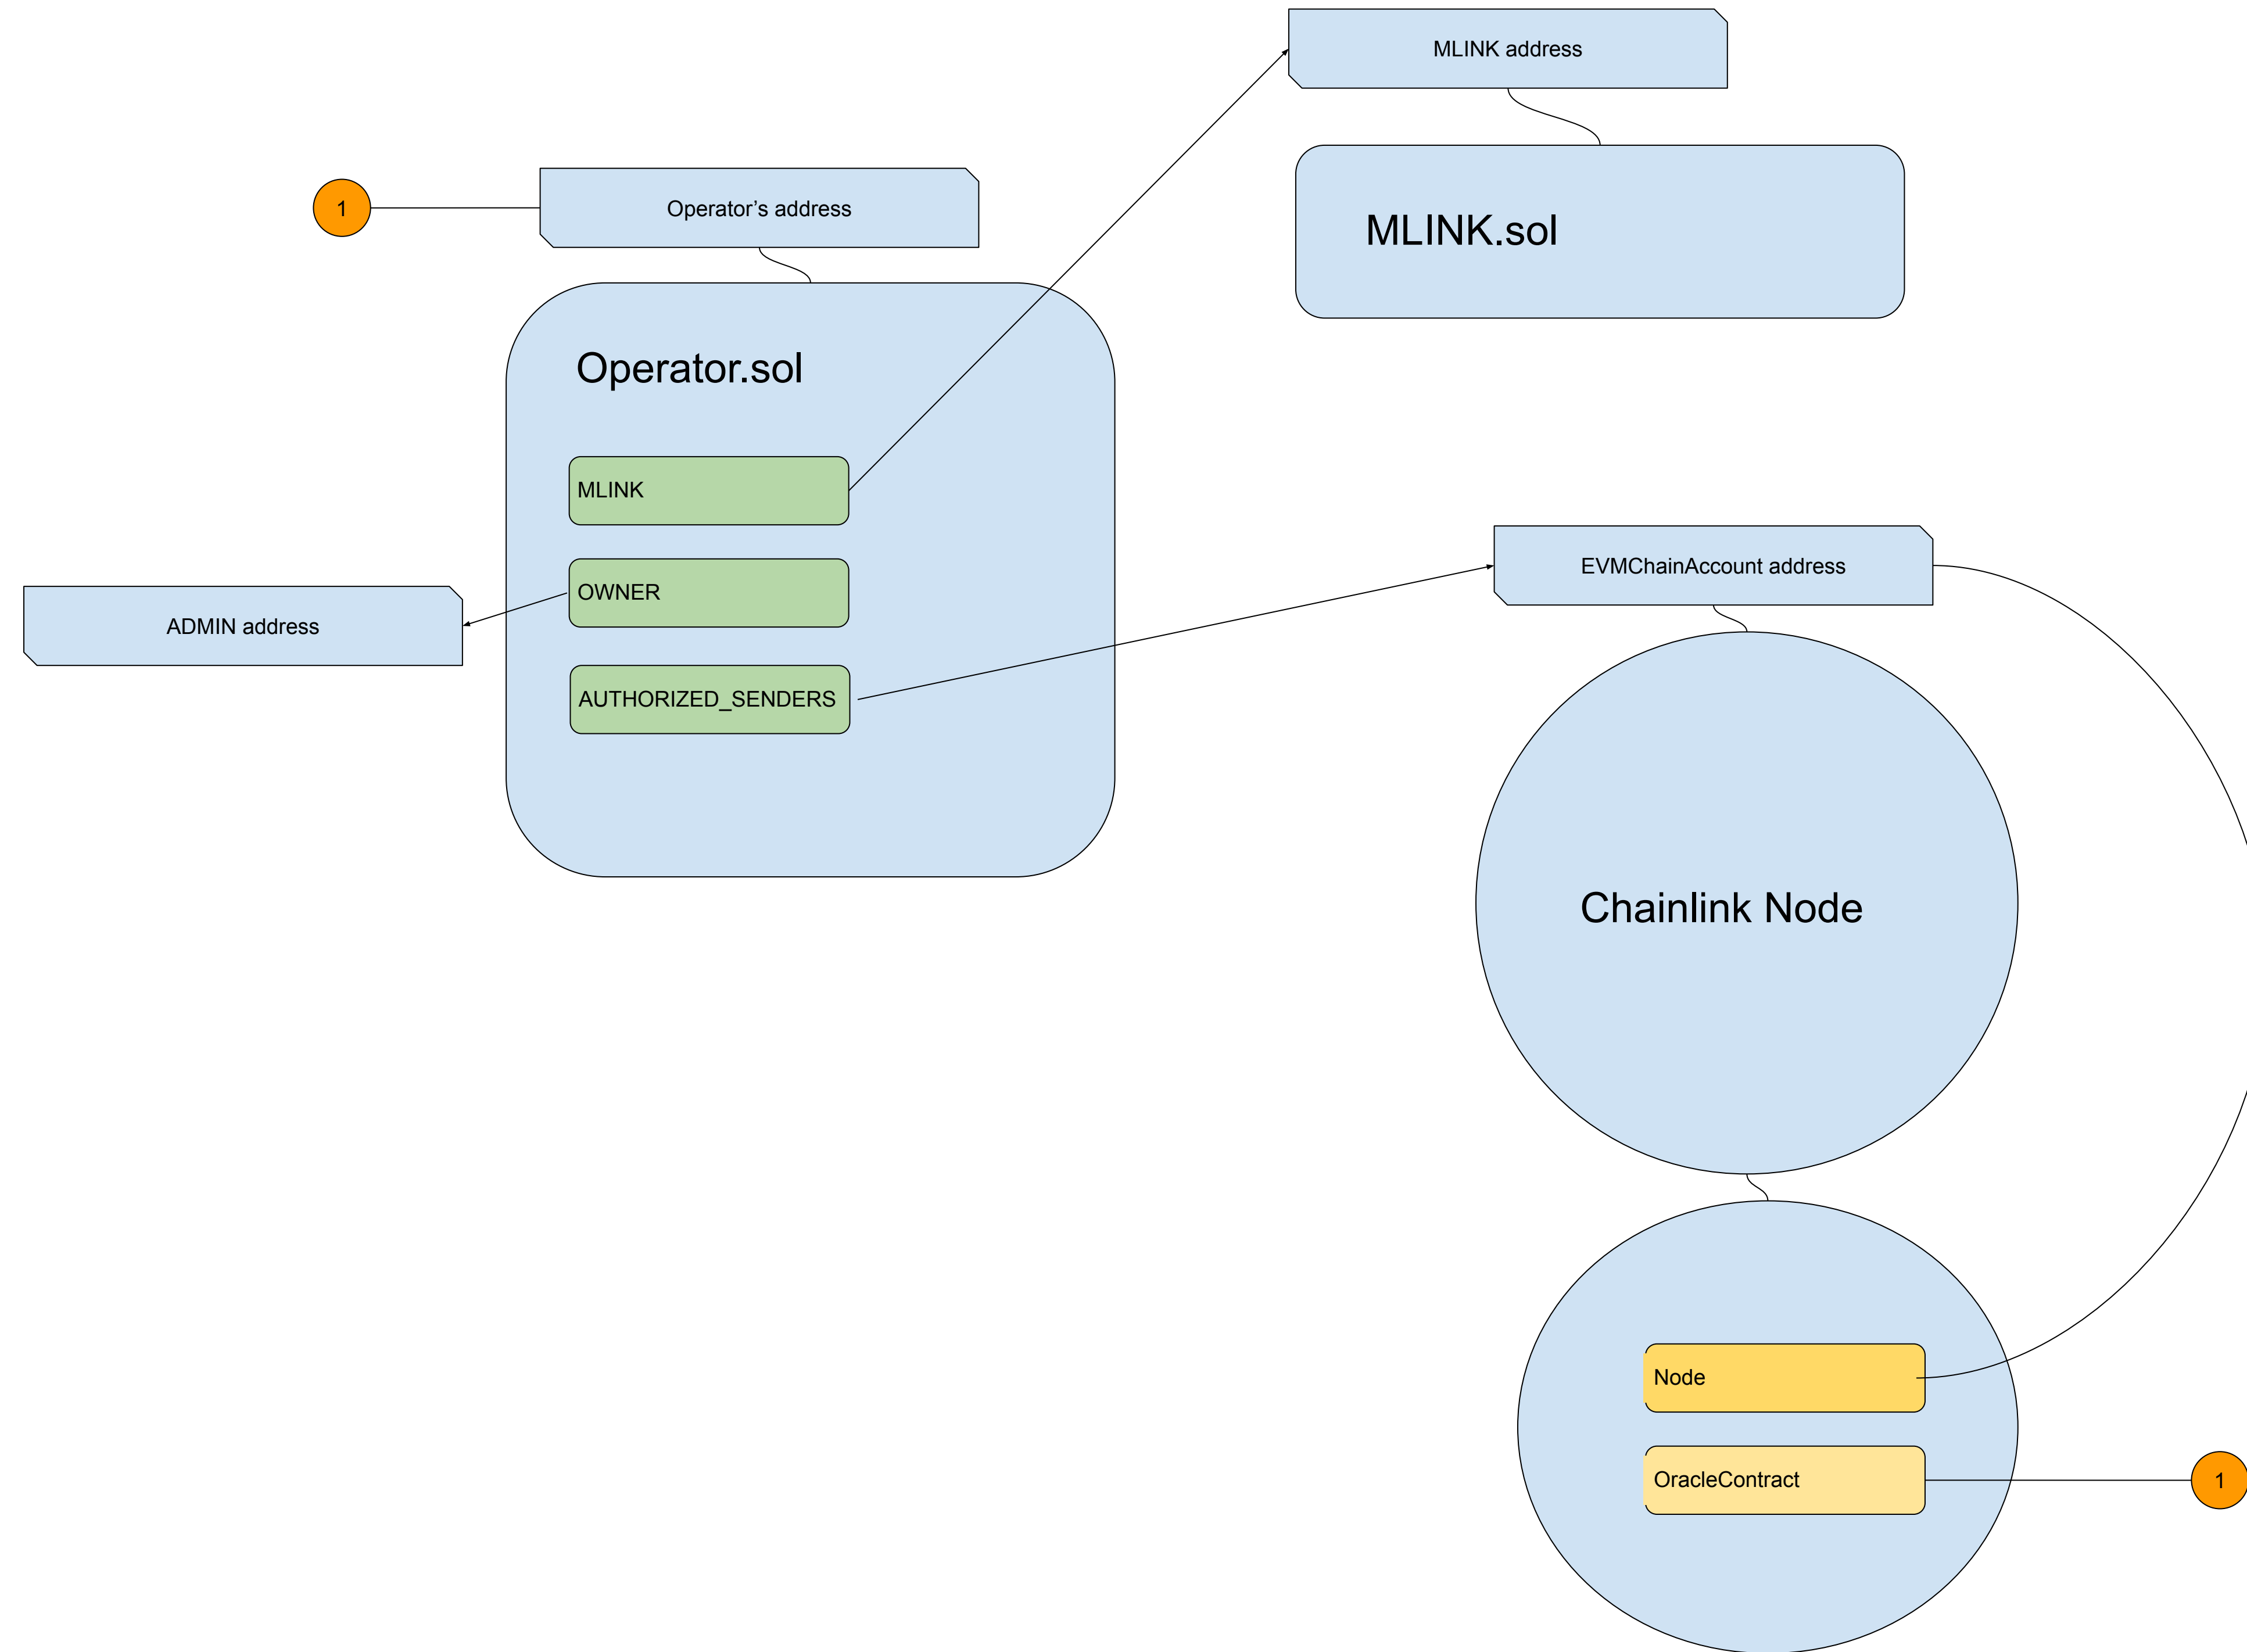 MLINK address
1
Operator’s address
MLINK.sol
Operator.sol
MLINK
EVMChainAccount address
OWNER
ADMIN address
AUTHORIZED_SENDERS
Chainlink Node
Node
OracleContract
1